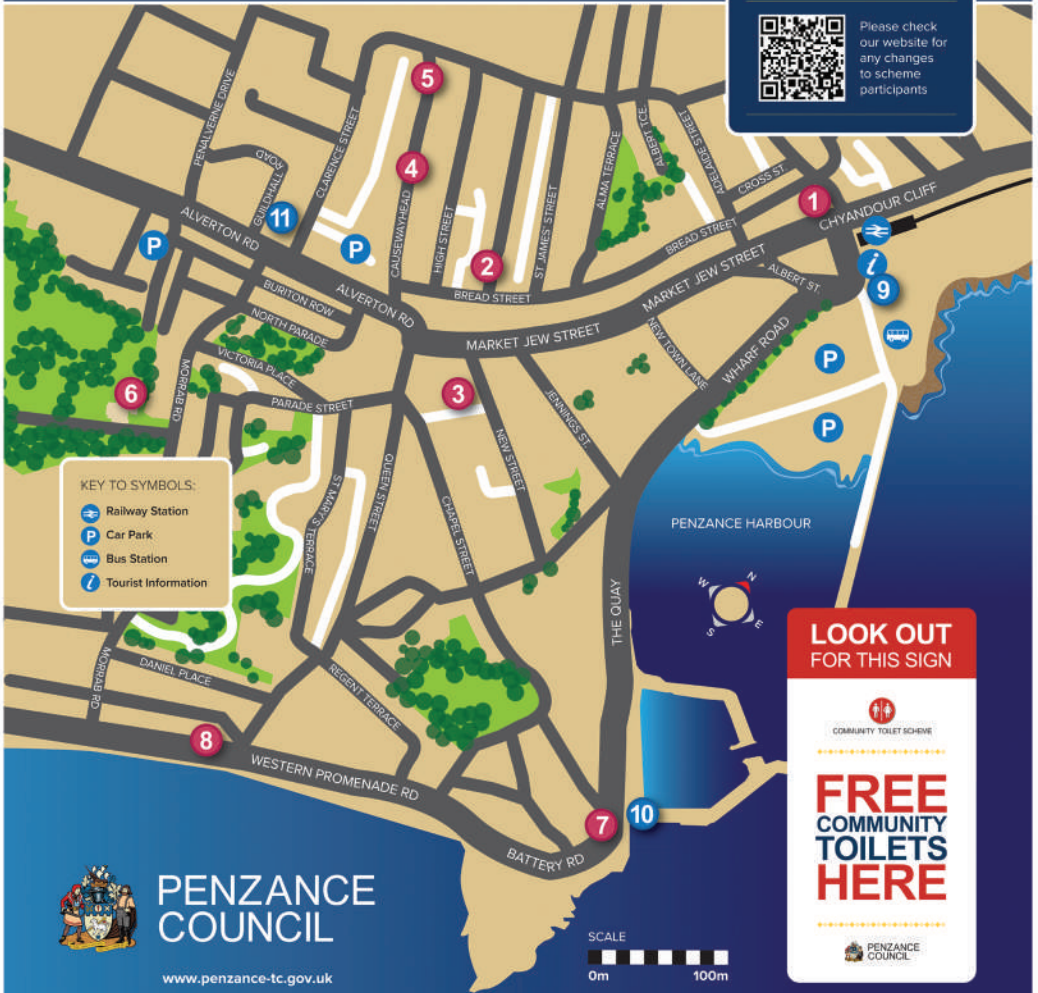 Please check
our website for
any changes
to scheme
participants
PENALVERNE DRIVE
GUILDHALL
ROAD
CLARENCE STREET
5
4
11
P
P
ALVERTON RD
CAUSEWAYHEAD
HIGH STREET
2
ST JAMES' STREET
ALMA TERRACE
ALBERT TCE
ADELAIDE STREET
CROSS ST.
BREAD STREET
1
CHYANDOUR CLIFF
i
9
ALBERT ST.
BREAD STREET
BURITON ROW
NORTH PARADE
ALVERTON RD
MARKET JEW STREET
MARKET JEW STREET
NEW TOWN LANE
WHARF ROAD
P
P
VICTORIA PLACE
MORRAB RD
6
PARADE STREET
3
JENNINGS ST.
NEW STREET
QUEEN STREET
CHAPEL STREET
ST MARY'S TERRACE
KEY TO SYMBOLS:
Railway Station
P Car Park
Bus Station
i Tourist Information
PENZANCE HARBOUR
N
W
E
S
THE QUAY
MORRAB RD
DANIEL PLACE
REGENT TERRACE
8
WESTERN PROMENADE RD
7
10
BATTERY RD
LOOK OUT
FOR THIS SIGN
COMMUNITY TOILET SCHEME
FREE
COMMUNITY
TOILETS
HERE
PENZANCE
COUNCIL
PENZANCE
COUNCIL
www.penzance-tc.gov.uk
SCALE
0m 100m